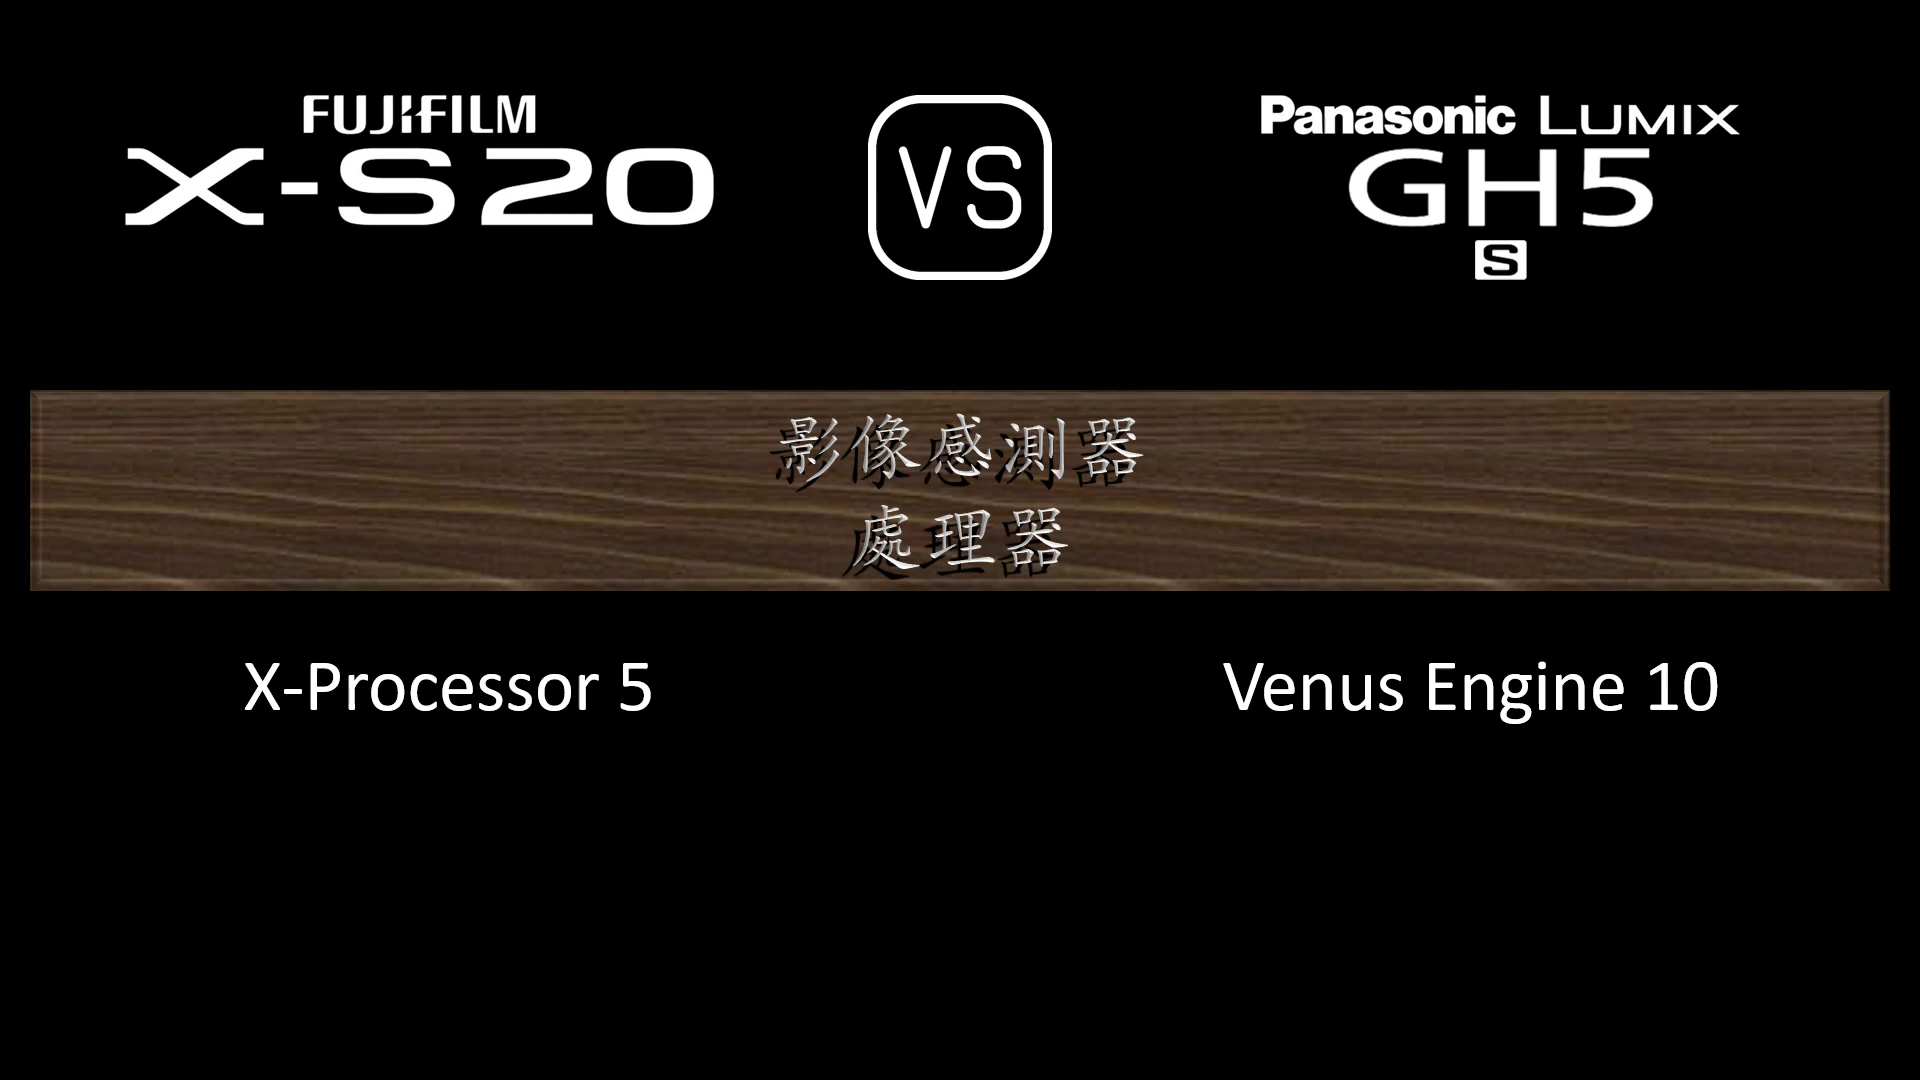 FUJIFILM
X-S20
VS
Panasonic LUMIX
GH5
S
影像感測器
處理器
X-Processor 5
Venus Engine 10